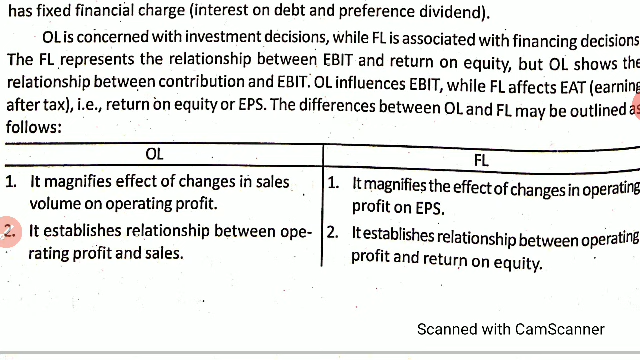 has fixed financial charge (interest on debt and preference dividend).
OL is concerned with investment decisions, while FL is associated with financing decisions
The FL represents the relationship between EBIT and return on equity, but OL shows the
relationship between contribution and EBIT. OL influences EBIT, while FL affects EAT (earning
after tax), i.e., return on equity or EPS. The differences between OL and FL may be outlined as
follows:
OL
1. It magnifies effect of changes in sales
volume on operating profit.
2. It establishes relationship between ope-
rating profit and sales.
FL
1. It magnifies the effect of changes in operating
profit on EPS.
2. It establishes relationship between operating
profit and return on equity.
Scanned with CamScanner